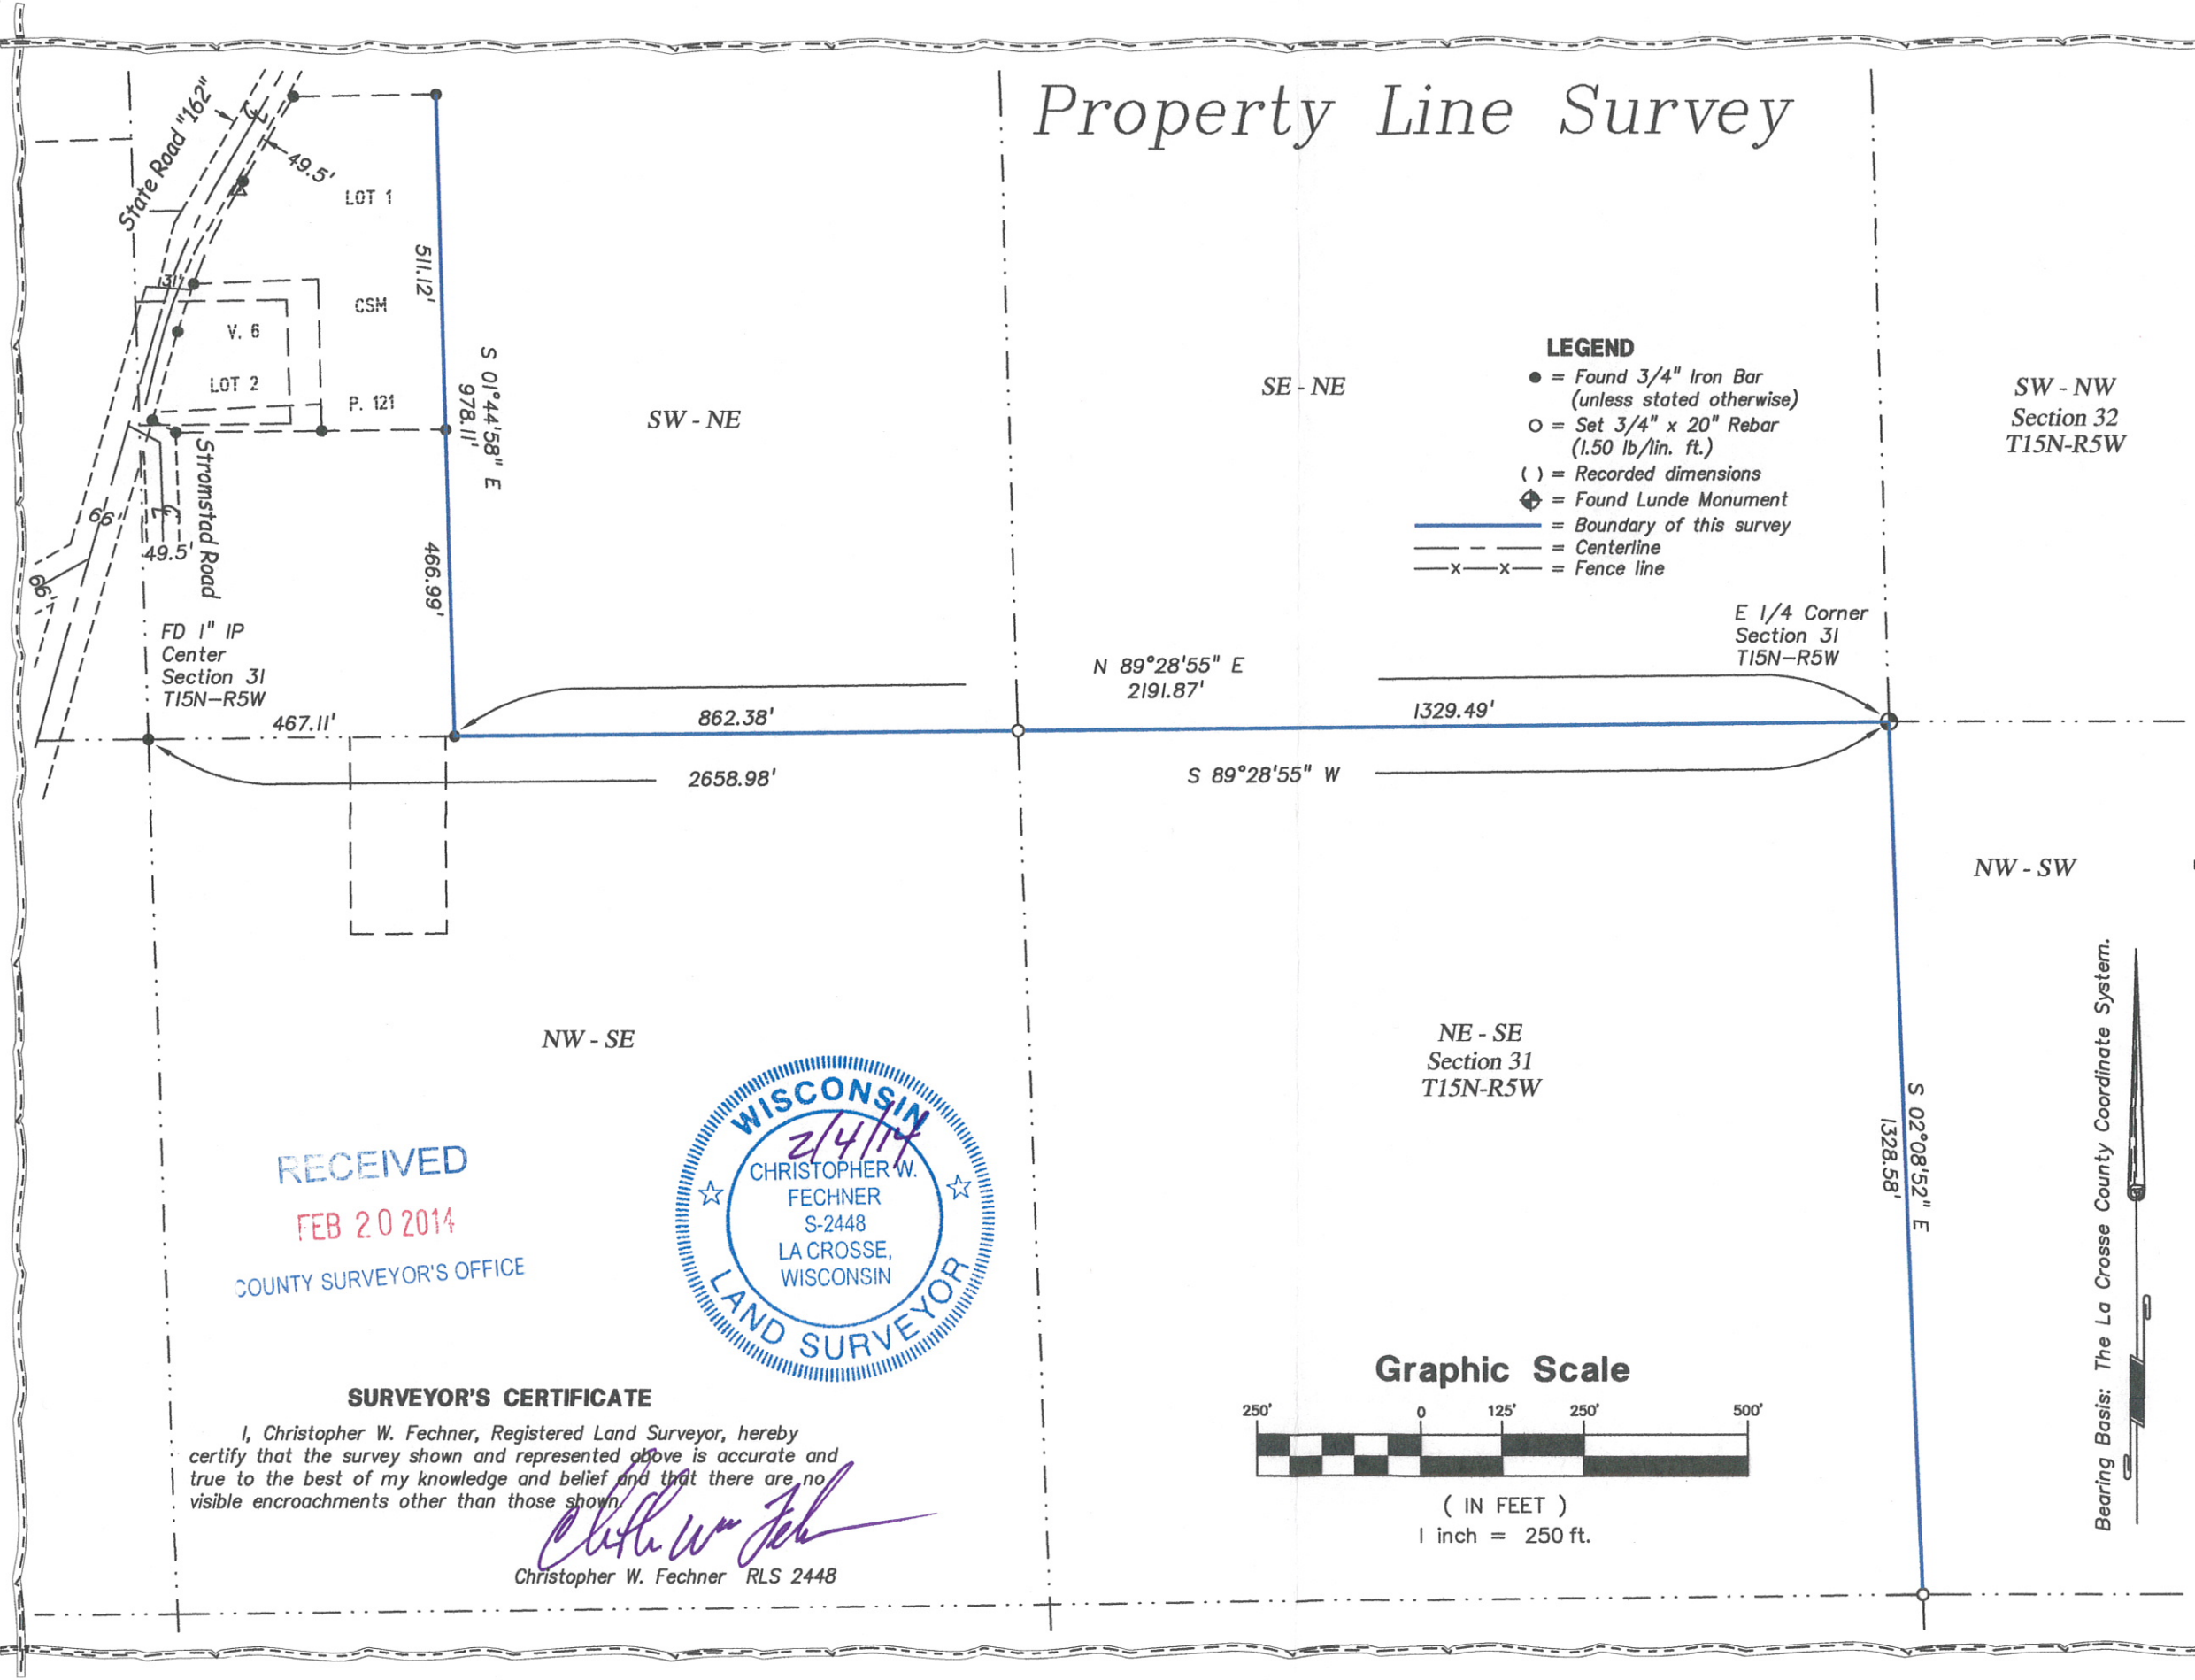 Property Line Survey
State Road "162"
49.5'
LOT 1
511.12'
131'
CSM
V. 6
LOT 2
P. 121
S 01°44'58" E
978.11'
SW - NE
SE - NE
SW - NW
Section 32
T15N-R5W
LEGEND
● = Found 3/4" Iron Bar
(unless stated otherwise)
○ = Set 3/4" x 20" Rebar
(1.50 lb/lin. ft.)
( ) = Recorded dimensions
= Found Lunde Monument
= Boundary of this survey
= Centerline
x x = Fence line
Stromstad Road
66'
49.5'
66'
466.99'
FD 1" IP
Center
Section 31
T15N-R5W
E 1/4 Corner
Section 31
T15N-R5W
N 89°28'55" E
2191.87'
467.11'
862.38'
1329.49'
2658.98'
S 89°28'55" W
NW - SW
NW - SE
NE - SE
Section 31
T15N-R5W
S 02°08'52" E
1328.58'
Bearing Basis: The La Crosse County Coordinate System.
RECEIVED
FEB 20 2014
COUNTY SURVEYOR'S OFFICE
WISCONSIN
2/4/14
CHRISTOPHER W.
FECHNER
S-2448
LA CROSSE,
WISCONSIN
LAND SURVEYOR
SURVEYOR'S CERTIFICATE
I, Christopher W. Fechner, Registered Land Surveyor, hereby
certify that the survey shown and represented above is accurate and
true to the best of my knowledge and belief and that there are no
visible encroachments other than those shown.
Christopher W. Fechner RLS 2448
Graphic Scale
250' 0 125' 250' 500'
( IN FEET )
1 inch = 250 ft.